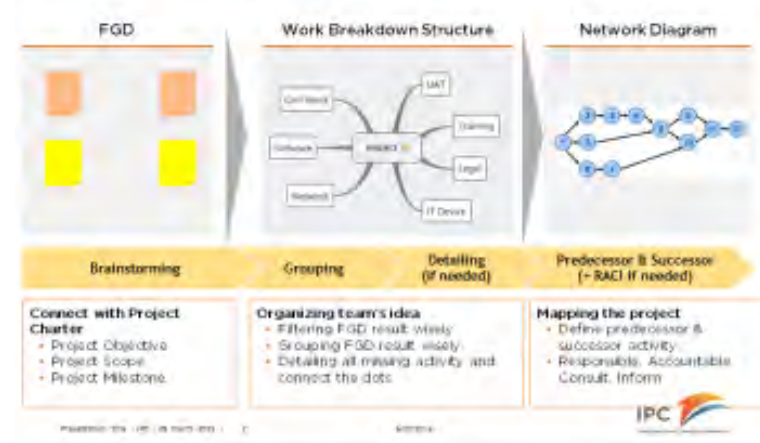 FGD
Work Breakdown Structure
Network Diagram
UAT
Training
Legal
IT Device
Network
PROJECT
Brainstorming
Grouping
Detailing
(if needed)
Predecessor & Successor
(+ RACI if needed)
Connect with Project
Charter
• Project Objective
• Project Scope
• Project Milestone
Organizing team's idea
• Filtering FGD result wisely
• Grouping FGD result wisely
• Detailing all missing activity and
connect the dots
Mapping the project
• Define predecessor &
successor activity
• Responsible, Accountable
Consult, Inform
IPC